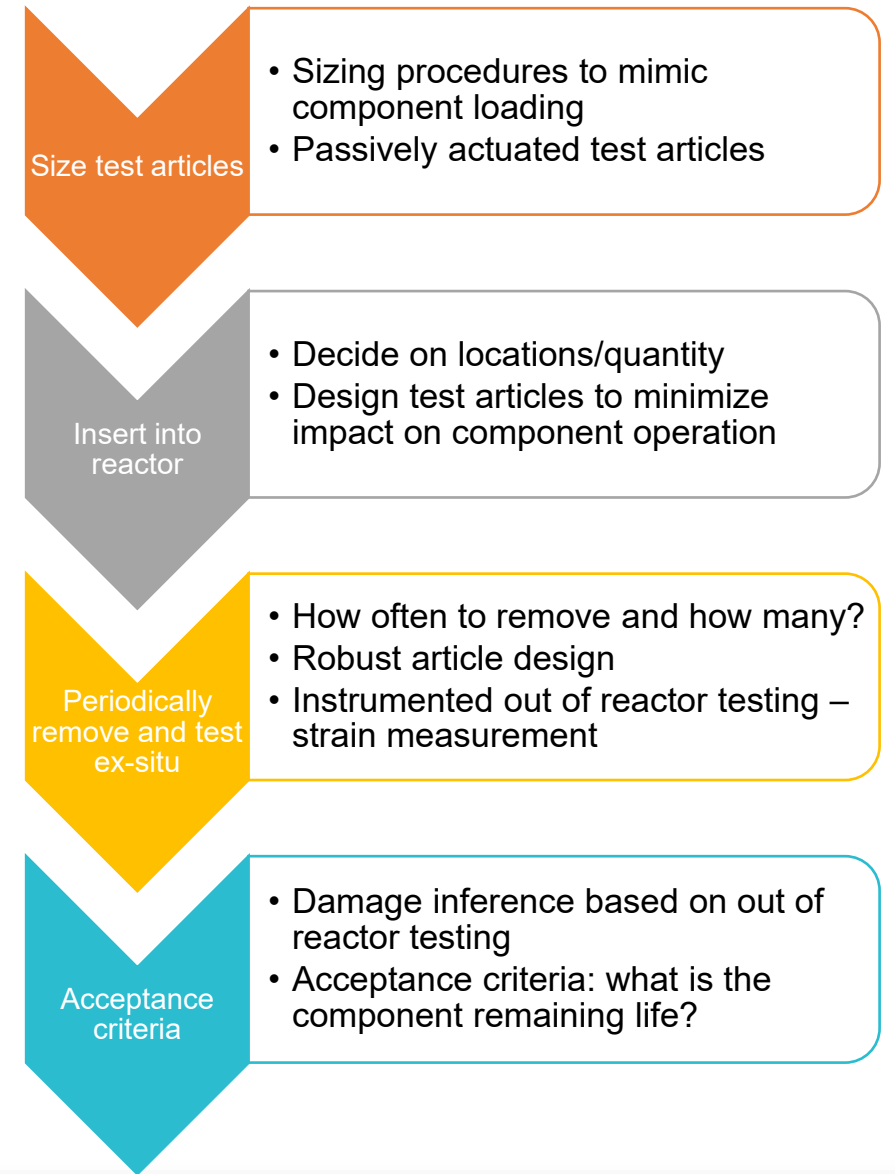 Size test articles
• Sizing procedures to mimic
component loading
• Passively actuated test articles
Insert into
reactor
• Decide on locations/quantity
• Design test articles to minimize
impact on component operation
Periodically
remove and test
ex-situ
• How often to remove and how many?
• Robust article design
• Instrumented out of reactor testing –
strain measurement
Acceptance
criteria
• Damage inference based on out of
reactor testing
• Acceptance criteria: what is the
component remaining life?